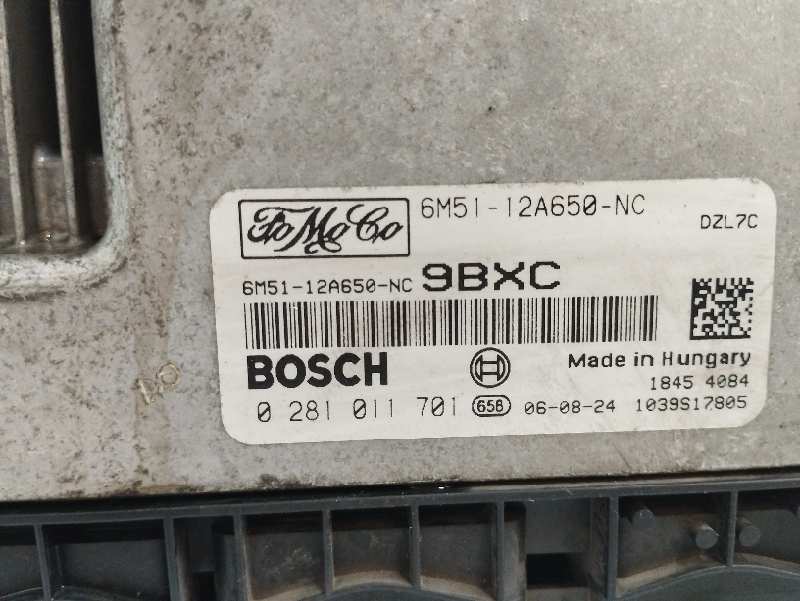 FoMoCo 6M51-12A650-NC
DZL7C
6M51-12A650-NC 9BXC
BOSCH
Made in Hungary
1845 4084
0 281 011 701 658 06-08-24 1039S17805